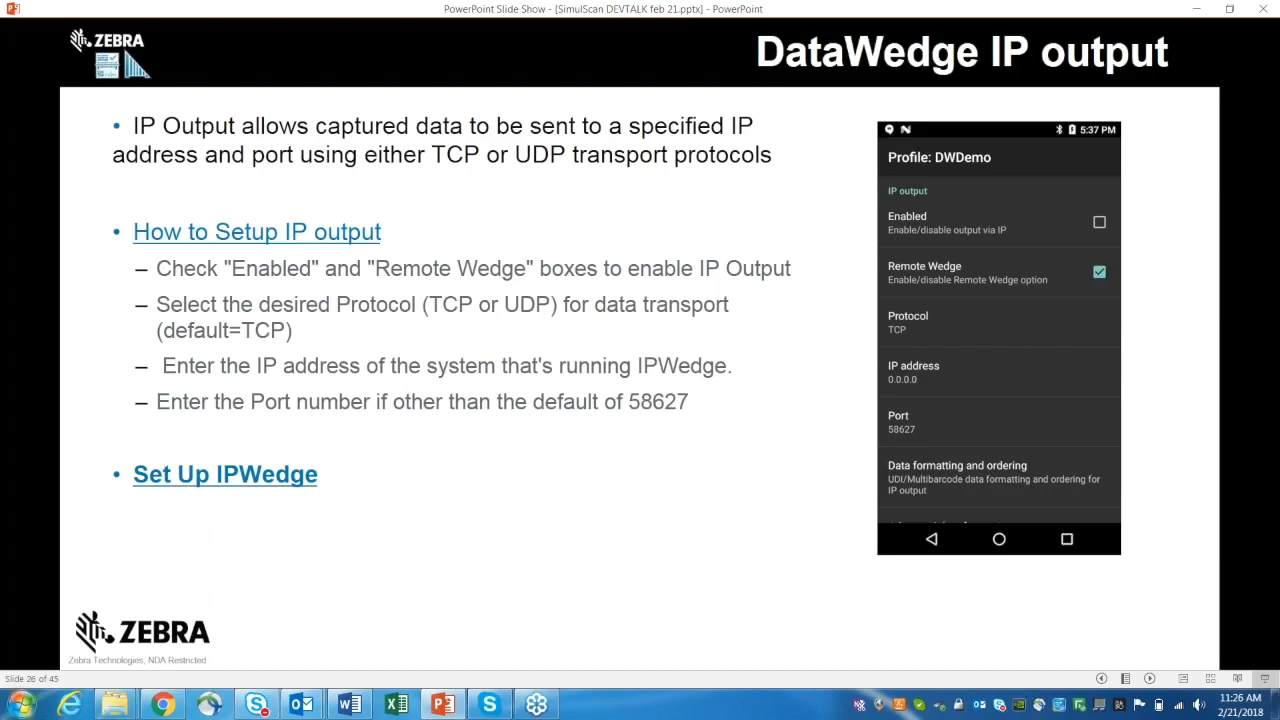 PowerPoint Slide Show - [SimulScan DEVTALK feb 21.pptx] - PowerPoint
ZEBRA
DataWedge IP output
• IP Output allows captured data to be sent to a specified IP
address and port using either TCP or UDP transport protocols
• How to Setup IP output
– Check "Enabled" and "Remote Wedge" boxes to enable IP Output
– Select the desired Protocol (TCP or UDP) for data transport
(default=TCP)
– Enter the IP address of the system that's running IPWedge.
– Enter the Port number if other than the default of 58627
• Set Up IPWedge
5:37 PM
Profile: DWDemo
IP output
Enabled
Enable/disable output via IP
Remote Wedge
Enable/disable Remote Wedge option
Protocol
TCP
IP address
0.0.0.0
Port
58627
Data formatting and ordering
UDI/Multibarcode data formatting and ordering for
IP output
ZEBRA
Zebra Technologies, NDA Restricted
Slide 26 of 45
11:26 AM
2/21/2018